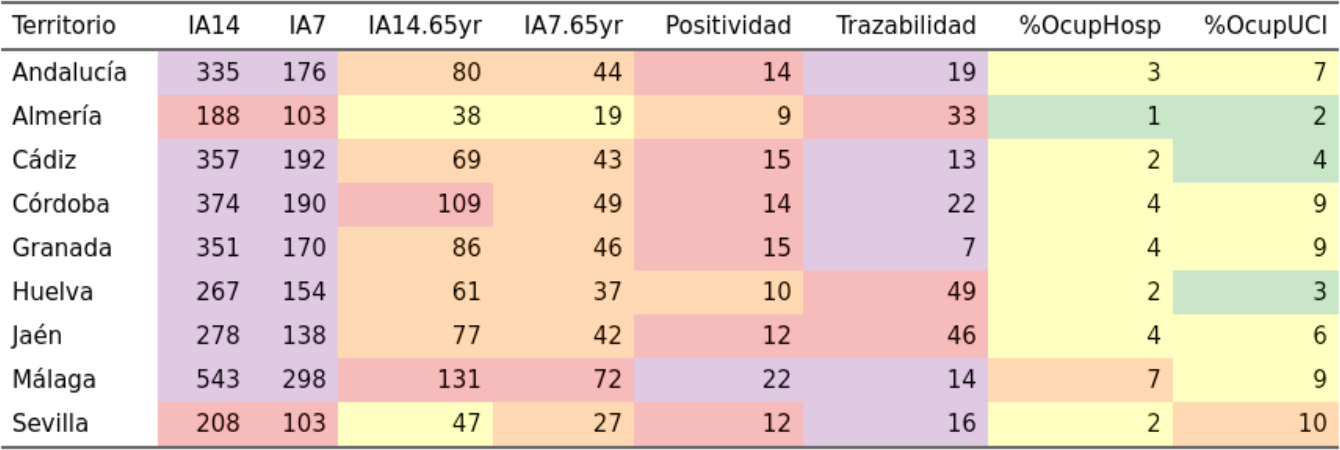 Territorio IA14 IA7 IA14.65yr IA7.65yr Positividad Trazabilidad %OcupHosp %OcupUCI
Andalucía 335 176 80 44 14 19 3 7
Almería 188 103 38 19 9 33 1 2
Cádiz 357 192 69 43 15 13 2 4
Córdoba 374 190 109 49 14 22 4 9
Granada 351 170 86 46 15 7 4 9
Huelva 267 154 61 37 10 49 2 3
Jaén 278 138 77 42 12 46 4 6
Málaga 543 298 131 72 22 14 7 9
Sevilla 208 103 47 27 12 16 2 10